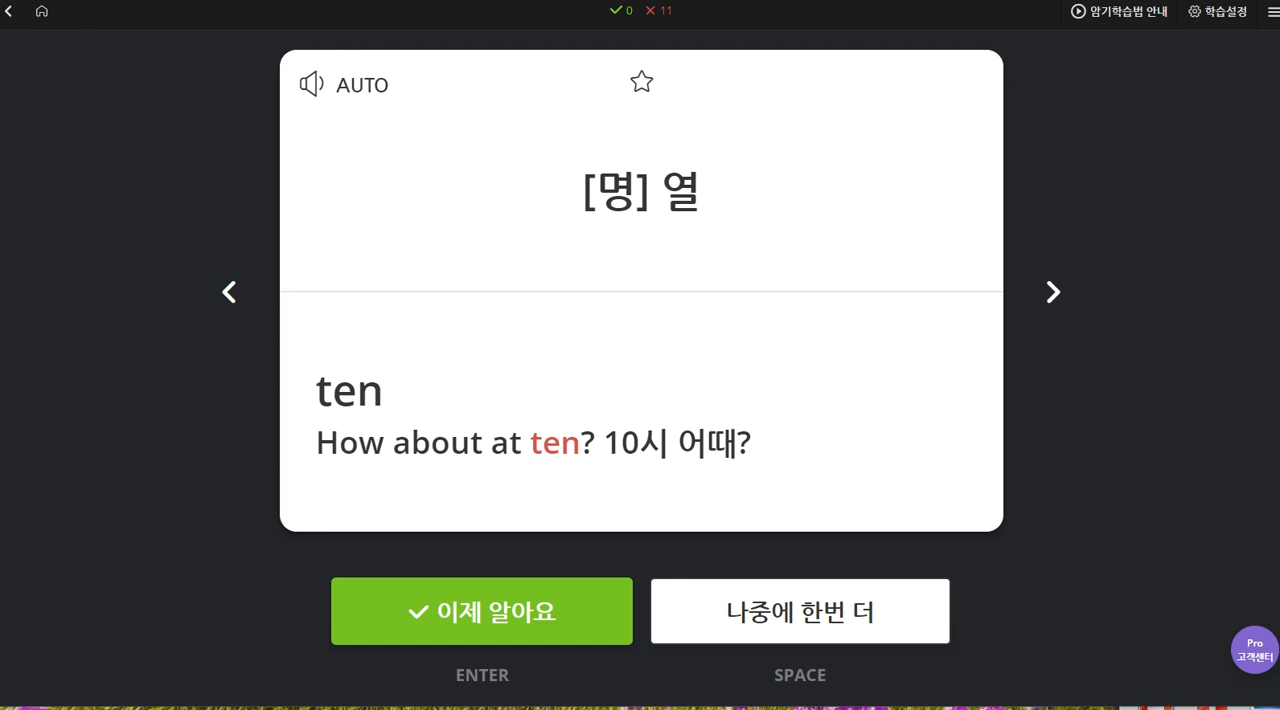 0 11 암기학습법 안내 학습설정
AUTO
[명] 열
ten
How about at ten? 10시 어때?
이제 알아요 나중에 한번 더
ENTER SPACE
Pro
고객센터